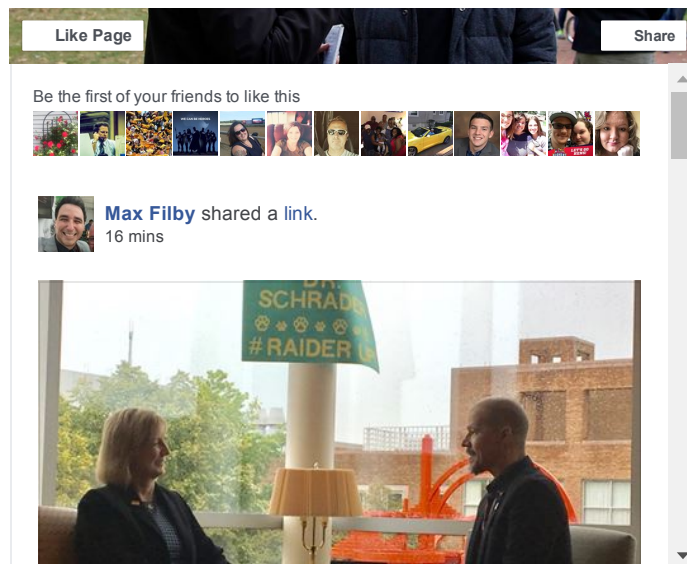 Like Page
Share
Be the first of your friends to like this
Max Filby shared a link.
16 mins
DR.
SCHRADE
#RAIDER UP